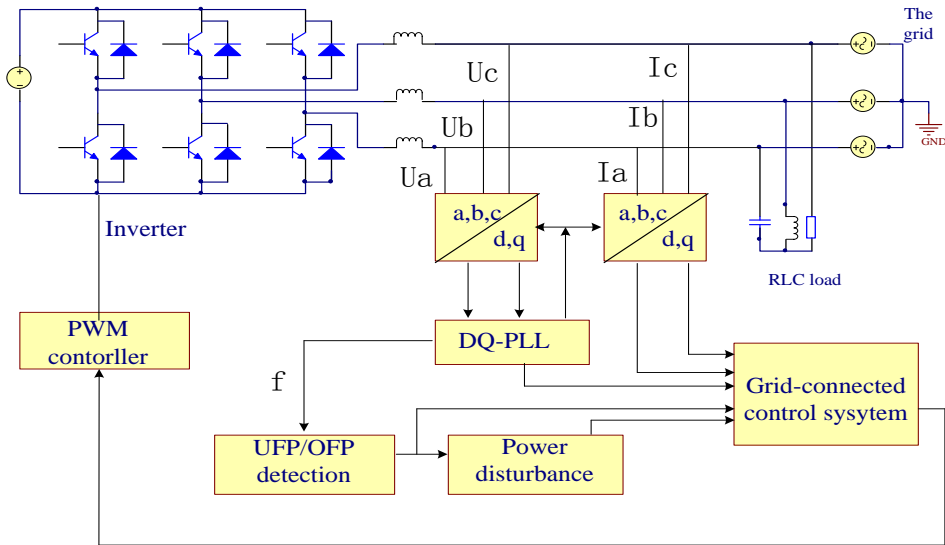 The
grid
Uc
Ic
Ub
Ib
GND
Ua
Ia
a,b,c
d,q
a,b,c
d,q
Inverter
RLC load
PWM
contorller
DQ-PLL
f
Grid-connected
control sysytem
UFP/OFP
detection
Power
disturbance